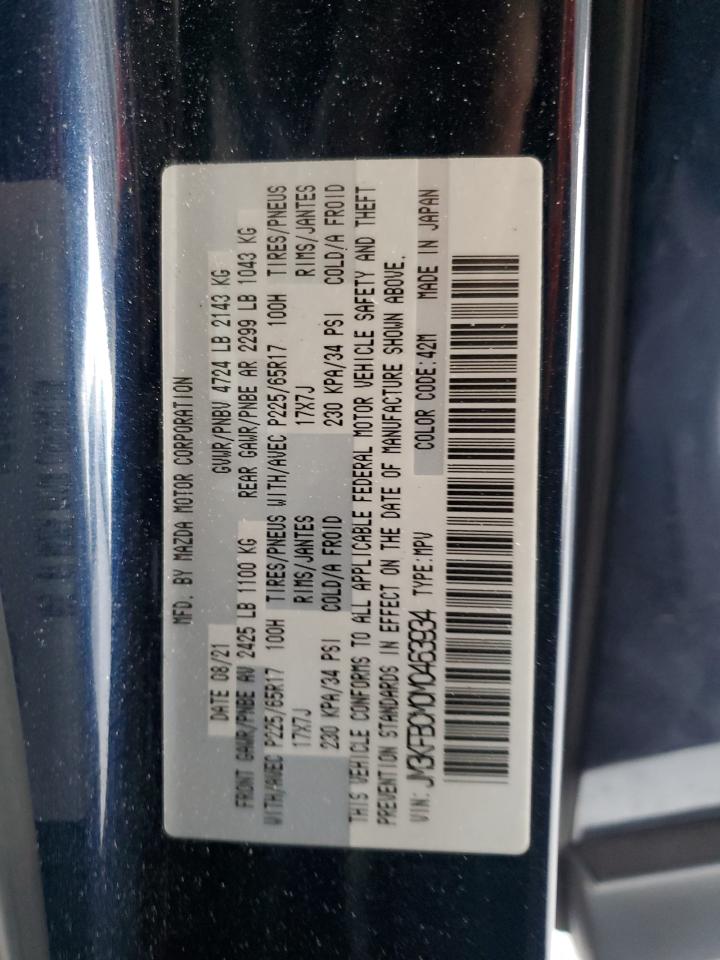 MFD. BY MAZDA MOTOR CORPORATION
DATE 08/21 GVWR/PNBV 4724 LB 2143 KG
FRONT GAWR/PNBE AV 2425 LB 1100 KG REAR GAWR/PNBE AR 2299 LB 1043 KG
WITH/AVEC P225/65R17 100H TIRES/PNEUS WITH/AVEC P225/65R17 100H TIRES/PNEUS
17X7J RIMS/JANTES 17X7J RIMS/JANTES
230 KPA/34 PSI COLD/A FROID 230 KPA/34 PSI COLD/A FROID
THIS VEHICLE CONFORMS TO ALL APPLICABLE FEDERAL MOTOR VEHICLE SAFETY AND THEFT
PREVENTION STANDARDS IN EFFECT ON THE DATE OF MANUFACTURE SHOWN ABOVE.
VIN: JM3KFBCM0M0463934 TYPE:MPV COLOR CODE:42M MADE IN JAPAN